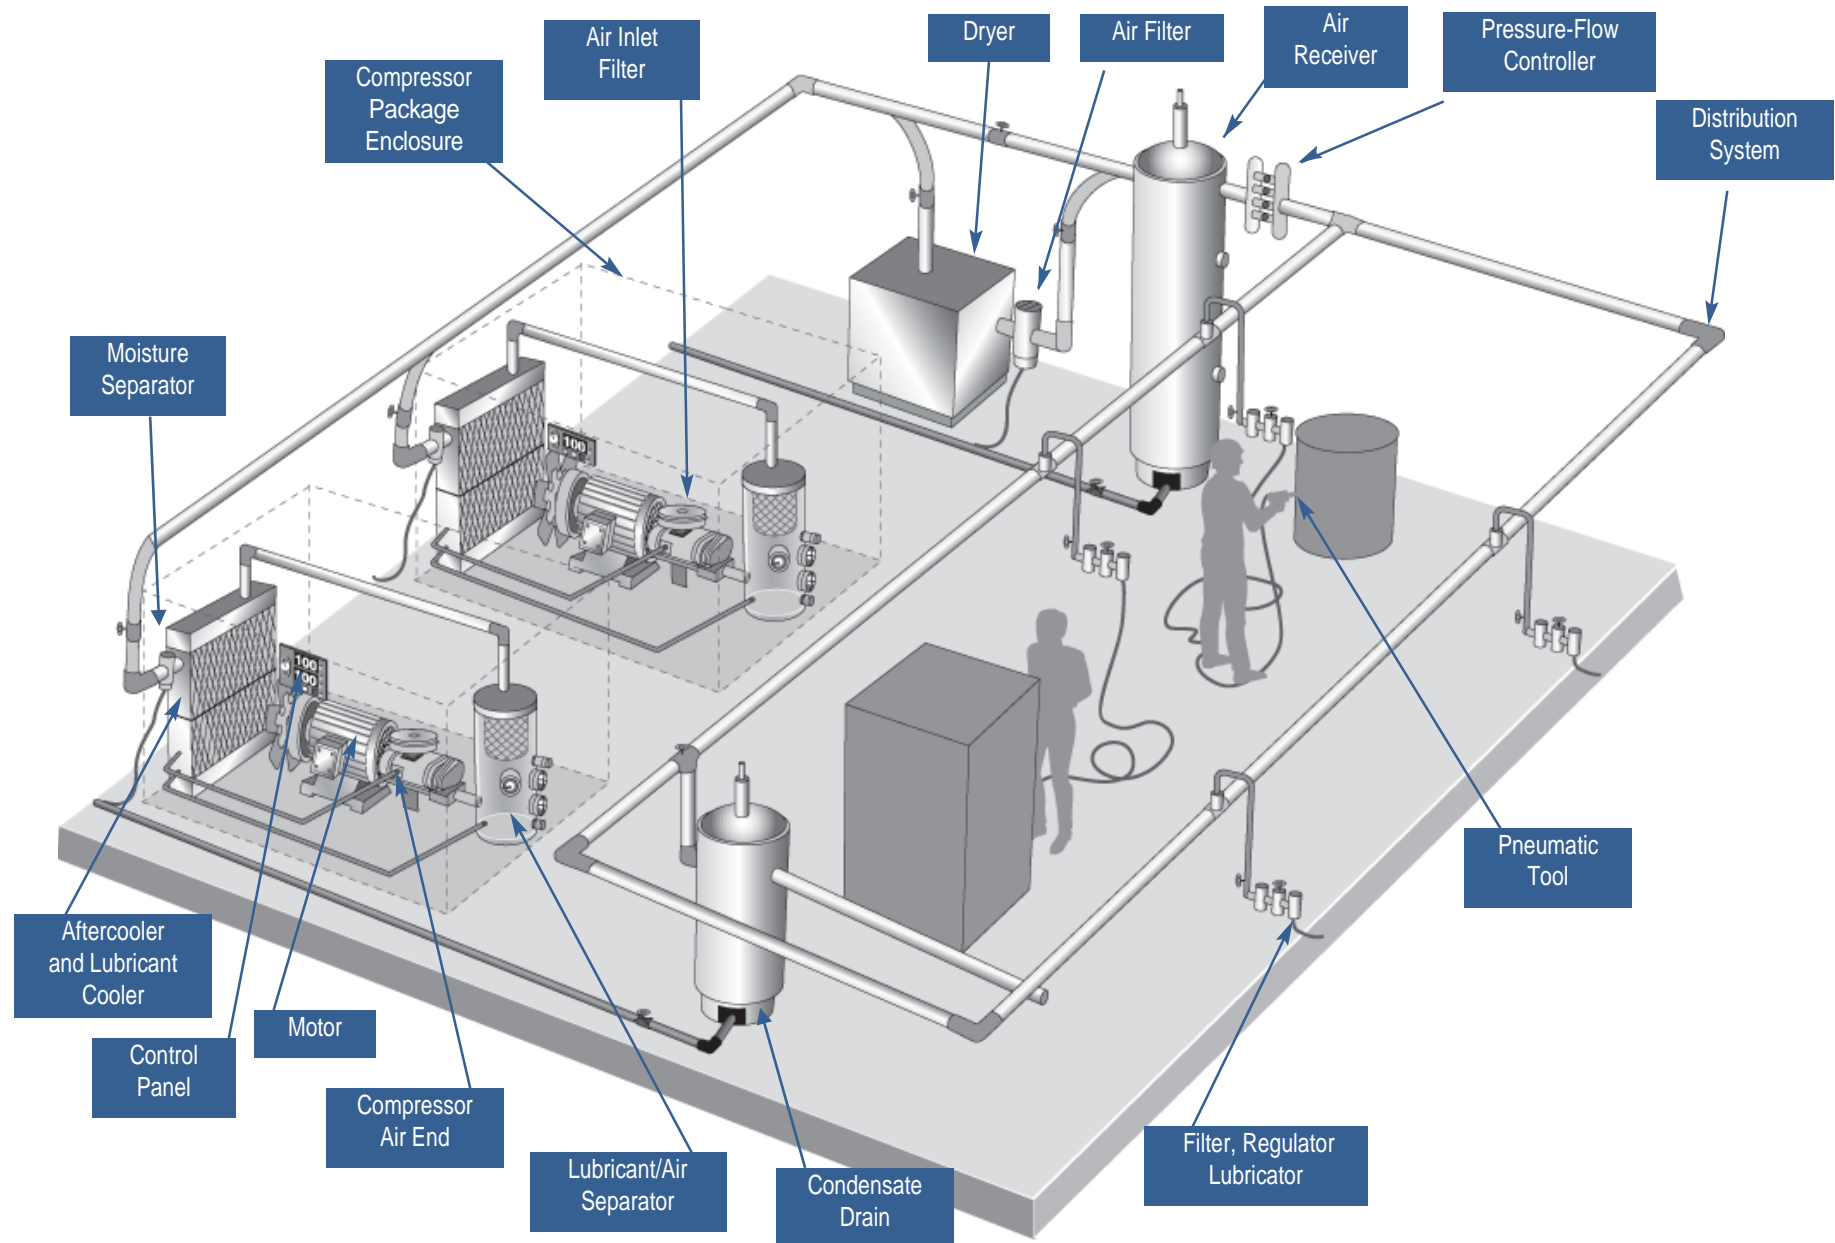 Air Inlet
Filter
Dryer
Air Filter
Air
Receiver
Pressure-Flow
Controller
Compressor
Package
Enclosure
Distribution
System
Moisture
Separator
100
100
100
Pneumatic
Tool
Aftercooler
and Lubricant
Cooler
Motor
Control
Panel
Compressor
Air End
Lubricant/Air
Separator
Condensate
Drain
Filter, Regulator
Lubricator